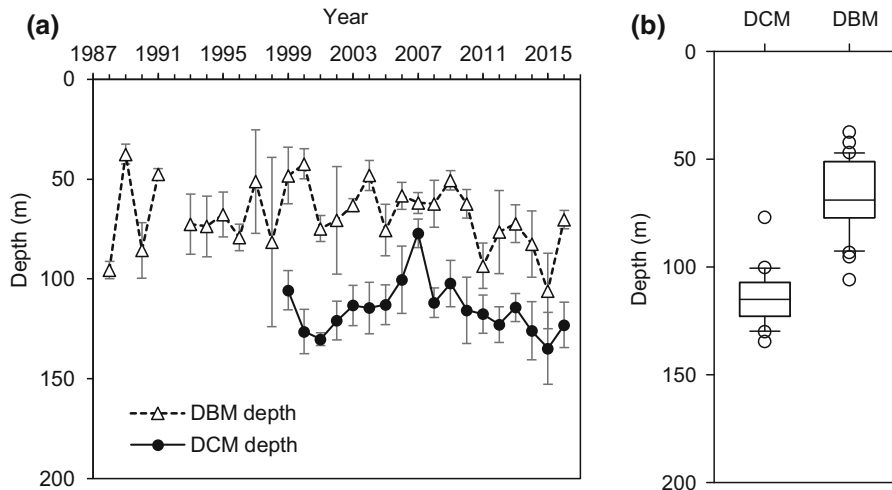 Year
(a)
1987 1991 1995 1999 2003 2007 2011 2015
0
50
100
150
200
Depth (m)
DBM depth
DCM depth
(b)
DCM DBM
0
50
100
150
200
Depth (m)